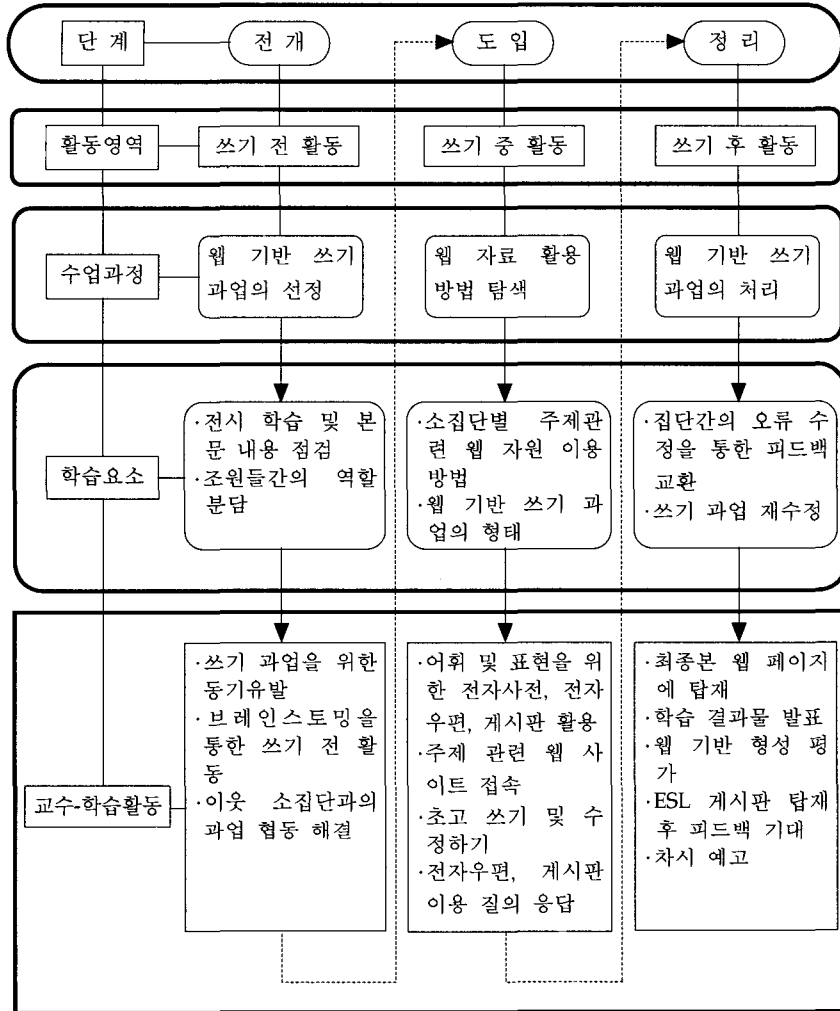 단 계
전 개
도 입
정 리
활동영역
쓰기 전 활동
쓰기 중 활동
쓰기 후 활동
수업과정
웹 기반 쓰기
과업의 선정
웹 자료 활용
방법 탐색
웹 기반 쓰기
과업의 처리
학습요소
·전시 학습 및 본
문 내용 점검
·조원들간의 역할
분담
·소집단별 주제관
련 웹 자원 이용
방법
·웹 기반 쓰기 과
업의 형태
·집단간의 오류 수
정을 통한 피드백
교환
·쓰기 과업 재수정
교수-학습활동
·쓰기 과업을 위한
동기유발
·브레인스토밍을
통한 쓰기 전 활
동
·이웃 소집단과의
과업 협동 해결
·어휘 및 표현을 위
한 전자사전, 전자
우편, 게시판 활용
·주제 관련 웹 사
이트 접속
·초고 쓰기 및 수
정하기
·전자우편, 게시판
이용 질의 응답
·최종본 웹 페이지
에 탑재
·학습 결과물 발표
·웹 기반 형성 평
가
·ESL 게시판 탑재
후 피드백 기대
·차시 예고